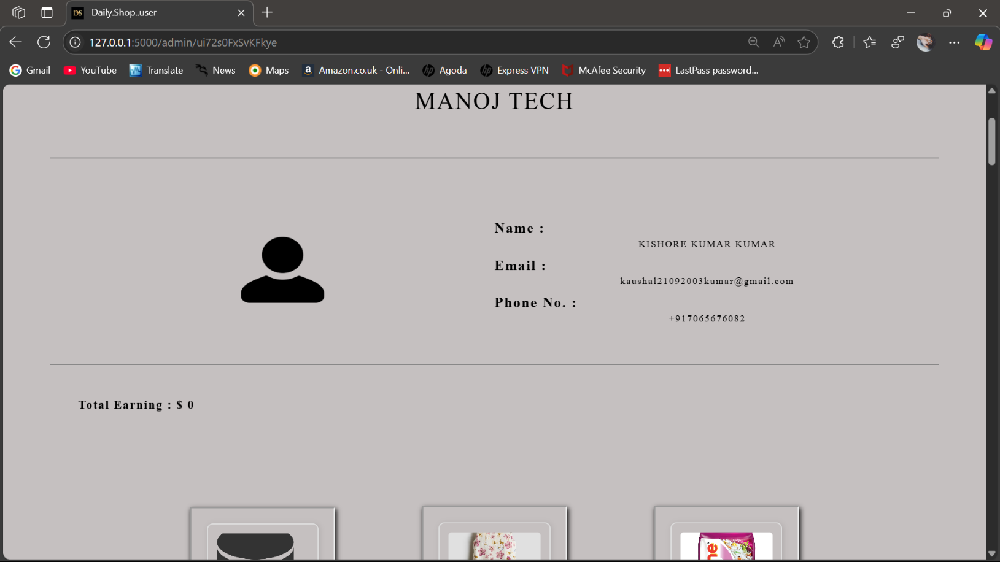 Daily.Shop..user
127.0.0.1:5000/admin/ui72s0FxSvKFkye
Gmail
YouTube
Translate
News
Maps
Amazon.co.uk - Onli...
Agoda
Express VPN
McAfee Security
LastPass password...
MANOJ TECH
Name :
KISHORE KUMAR KUMAR
Email :
kaushal21092003kumar@gmail.com
Phone No. :
+917065676082
Total Earning : $ 0